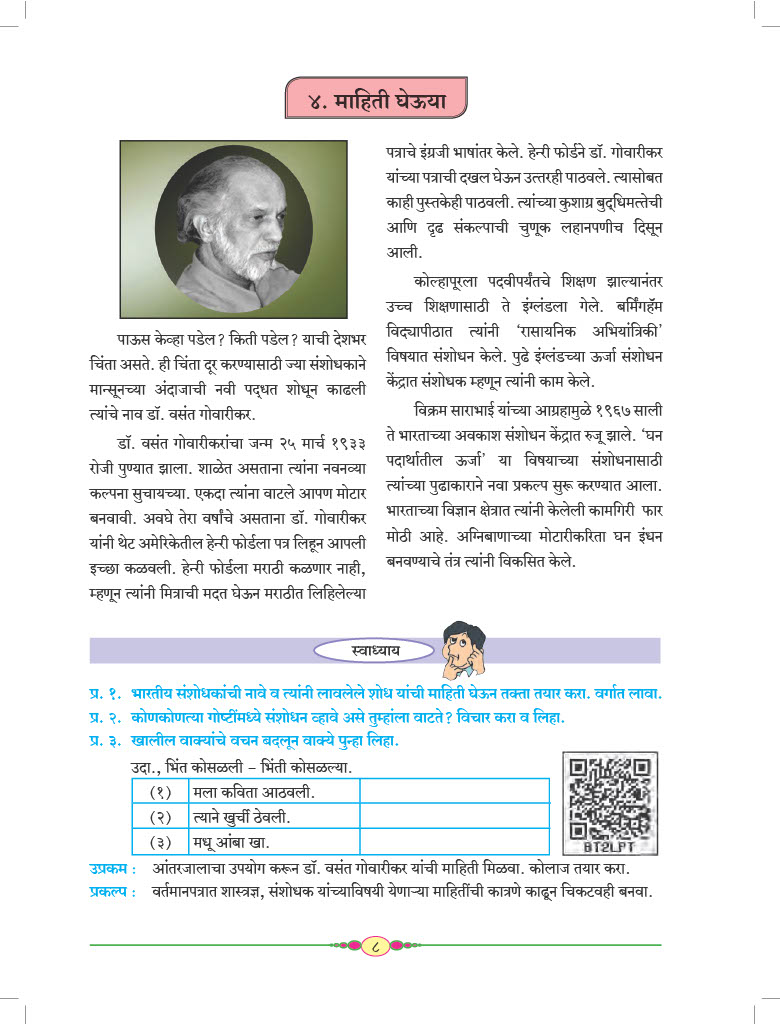 ४. माहिती घेऊया
पाऊस केव्हा पडेल? किती पडेल? याची देशभर
चिंता असते. ही चिंता दूर करण्यासाठी ज्या संशोधकाने
मान्सूनच्या अंदाजाची नवी पद्धत शोधून काढली
त्यांचे नाव डॉ. वसंत गोवारीकर.
डॉ. वसंत गोवारीकरांचा जन्म २५ मार्च १९३३
रोजी पुण्यात झाला. शाळेत असताना त्यांना नवनव्या
कल्पना सुचायच्या. एकदा त्यांना वाटले आपण मोटार
बनवावी. अवघे तेरा वर्षांचे असताना डॉ. गोवारीकर
यांनी थेट अमेरिकेतील हेन्री फोर्डला पत्र लिहून आपली
इच्छा कळवली. हेन्री फोर्डला मराठी कळणार नाही,
म्हणून त्यांनी मित्राची मदत घेऊन मराठीत लिहिलेल्या
पत्राचे इंग्रजी भाषांतर केले. हेन्री फोर्डने डॉ. गोवारीकर
यांच्या पत्राची दखल घेऊन उत्तरही पाठवले. त्यासोबत
काही पुस्तकेही पाठवली. त्यांच्या कुशाग्र बुद्धिमत्तेची
आणि दृढ संकल्पाची चुणूक लहानपणीच दिसून
आली.
कोल्हापूरला पदवीपर्यंतचे शिक्षण झाल्यानंतर
उच्च शिक्षणासाठी ते इंग्लंडला गेले. बर्मिंगहॅम
विद्यापीठात त्यांनी ‘रासायनिक अभियांत्रिकी’
विषयात संशोधन केले. पुढे इंग्लंडच्या ऊर्जा संशोधन
केंद्रात संशोधक म्हणून त्यांनी काम केले.
विक्रम साराभाई यांच्या आग्रहामुळे १९६७ साली
ते भारताच्या अवकाश संशोधन केंद्रात रुजू झाले. ‘घन
पदार्थातील ऊर्जा’ या विषयाच्या संशोधनासाठी
त्यांच्या पुढाकाराने नवा प्रकल्प सुरू करण्यात आला.
भारताच्या विज्ञान क्षेत्रात त्यांनी केलेली कामगिरी फार
मोठी आहे. अग्निबाणाच्या मोटारीकरिता घन इंधन
बनवण्याचे तंत्र त्यांनी विकसित केले.
स्वाध्याय
प्र. १. भारतीय संशोधकांची नावे व त्यांनी लावलेले शोध यांची माहिती घेऊन तक्ता तयार करा. वर्गात लावा.
प्र. २. कोणकोणत्या गोष्टींमध्ये संशोधन व्हावे असे तुम्हांला वाटते? विचार करा व लिहा.
प्र. ३. खालील वाक्यांचे वचन बदलून वाक्ये पुन्हा लिहा.
उदा., भिंत कोसळली – भिंती कोसळल्या.
(१) मला कविता आठवली.
(२) त्याने खुर्ची ठेवली.
(३) मधू आंबा खा.
BT2LPT
उपक्रम : आंतरजालाचा उपयोग करून डॉ. वसंत गोवारीकर यांची माहिती मिळवा. कोलाज तयार करा.
प्रकल्प : वर्तमानपत्रात शास्त्रज्ञ, संशोधक यांच्याविषयी येणाऱ्या माहितींची कात्रणे काढून चिकटवही बनवा.
८